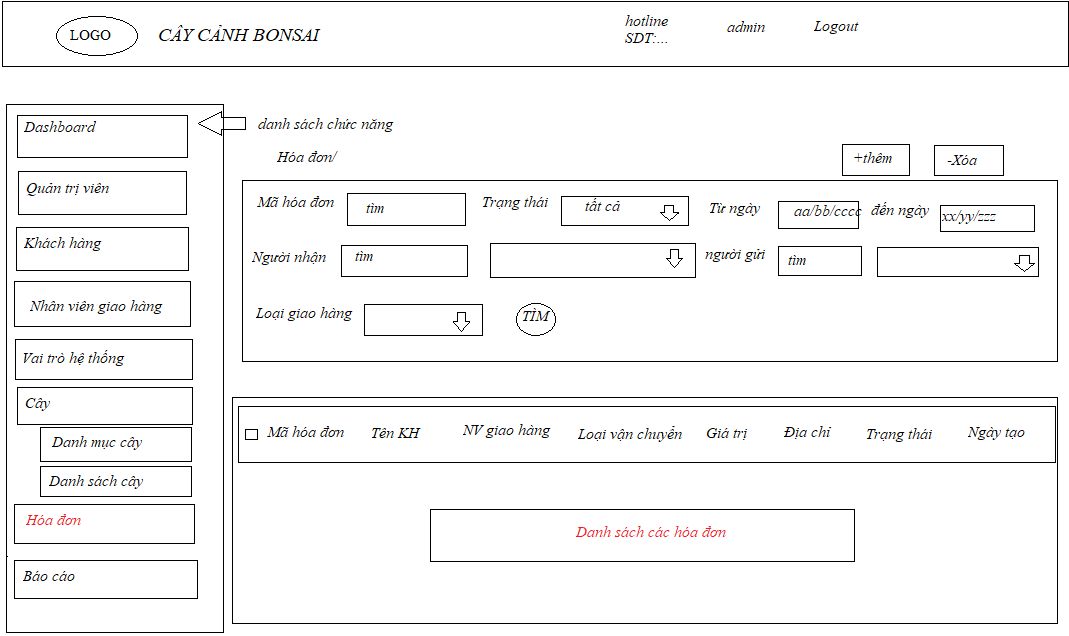 LOGO
CÂY CẢNH BONSAI
hotline
SDT:...
admin
Logout
Dashboard
danh sách chức năng
Hóa đơn/
+thêm
-Xóa
Quản trị viên
Khách hàng
Nhân viên giao hàng
Vai trò hệ thống
Cây
Danh mục cây
Danh sách cây
Hóa đơn
Báo cáo
Mã hóa đơn
tìm
Trạng thái
tất cả
Từ ngày
aa/bb/cccc
đến ngày
xx/yy/zzz
Người nhận
tìm
người gửi
tìm
Loại giao hàng
TÌM
Mã hóa đơn
Tên KH
NV giao hàng
Loại vận chuyển
Giá trị
Địa chỉ
Trạng thái
Ngày tạo
Danh sách các hóa đơn